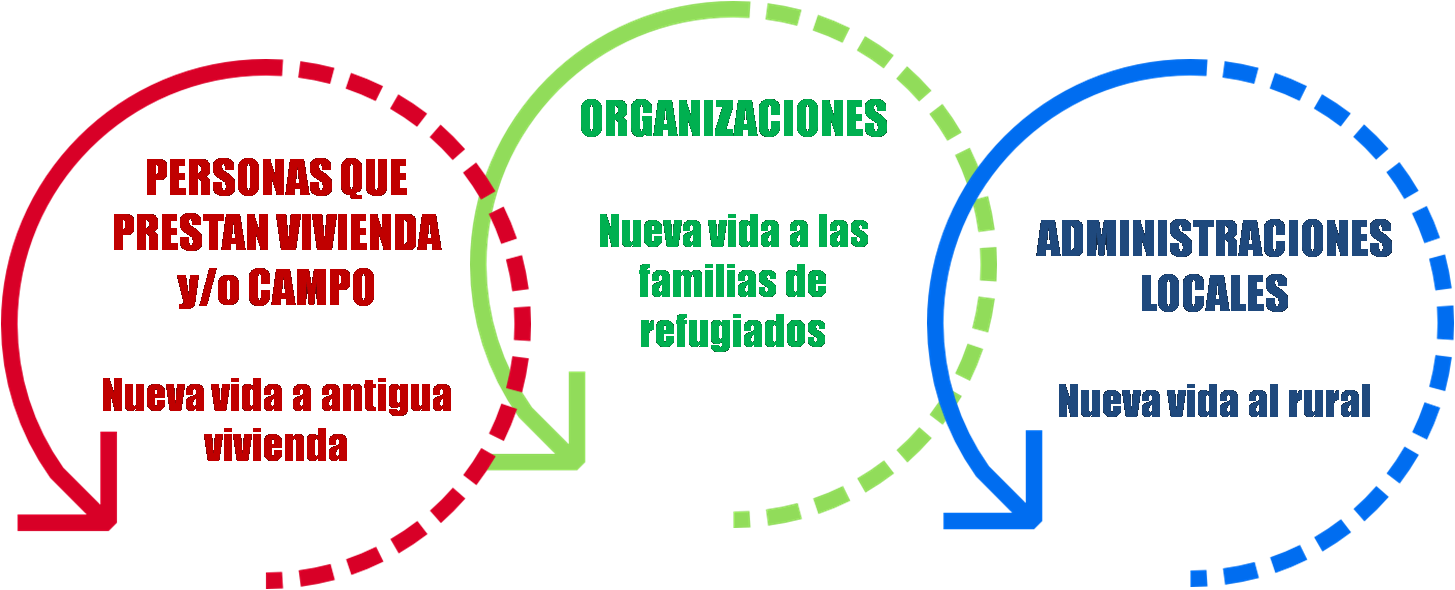 PERSONAS QUE
PRESTAN VIVIENDA
y/o CAMPO
Nueva vida a antigua
vivienda
ORGANIZACIONES
Nueva vida a las
familias de
refugiados
ADMINISTRACIONES
LOCALES
Nueva vida al rural